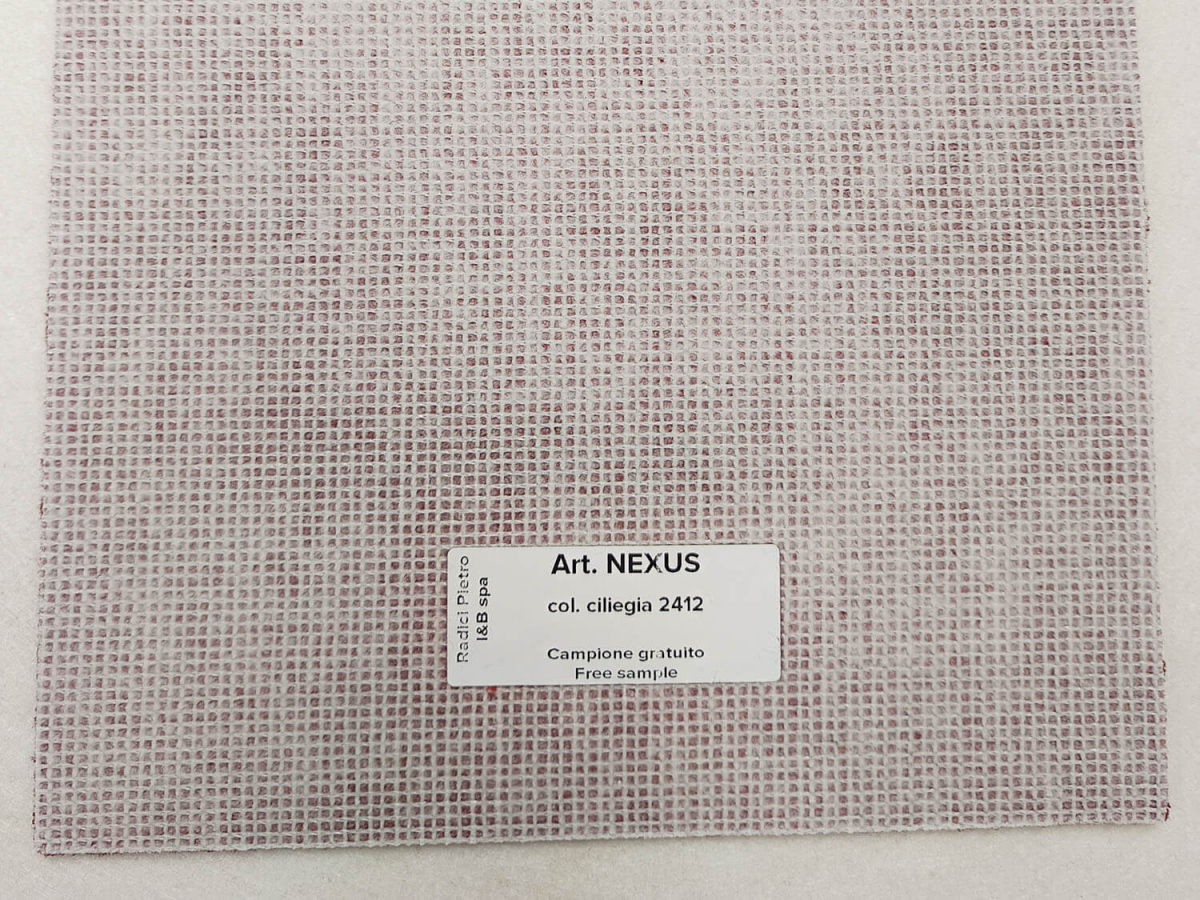 Radici Pietro
I&B spa
Art. NEXUS
col. ciliegia 2412
Campione gratuito
Free sample